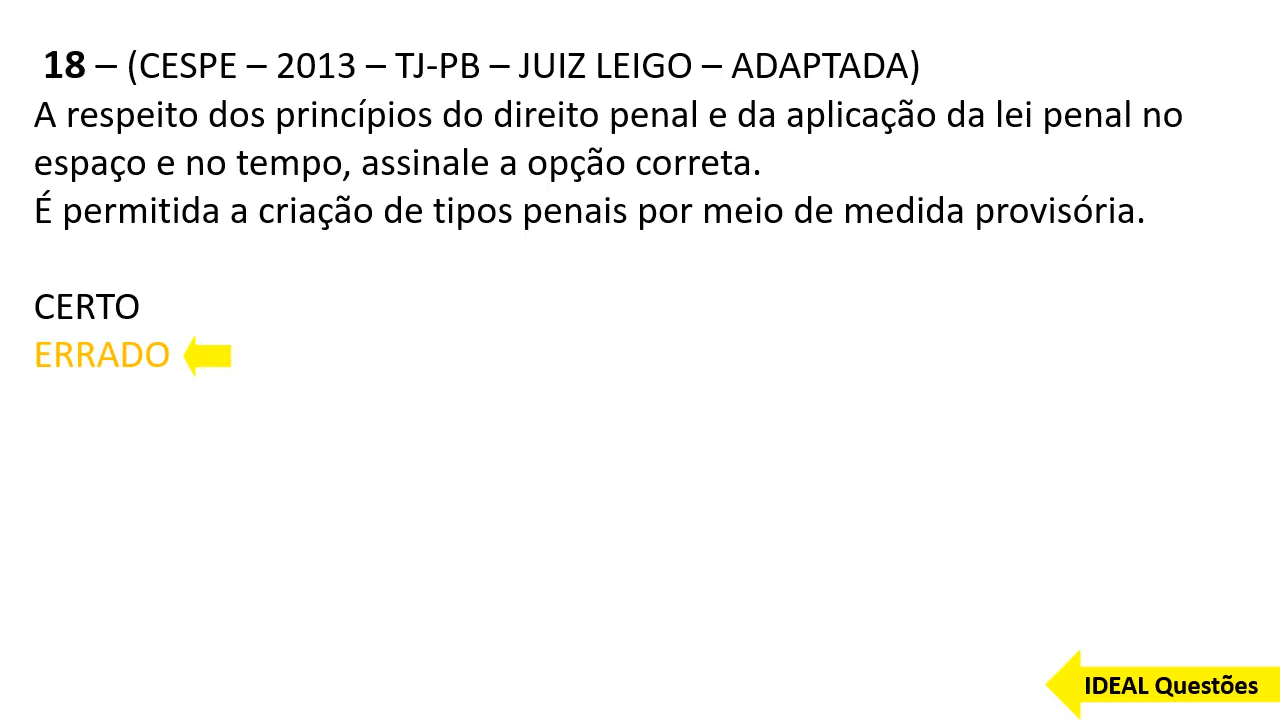 18 – (CESPE – 2013 – TJ-PB – JUIZ LEIGO – ADAPTADA)
A respeito dos princípios do direito penal e da aplicação da lei penal no
espaço e no tempo, assinale a opção correta.
É permitida a criação de tipos penais por meio de medida provisória.
CERTO
ERRADO
IDEAL Questões